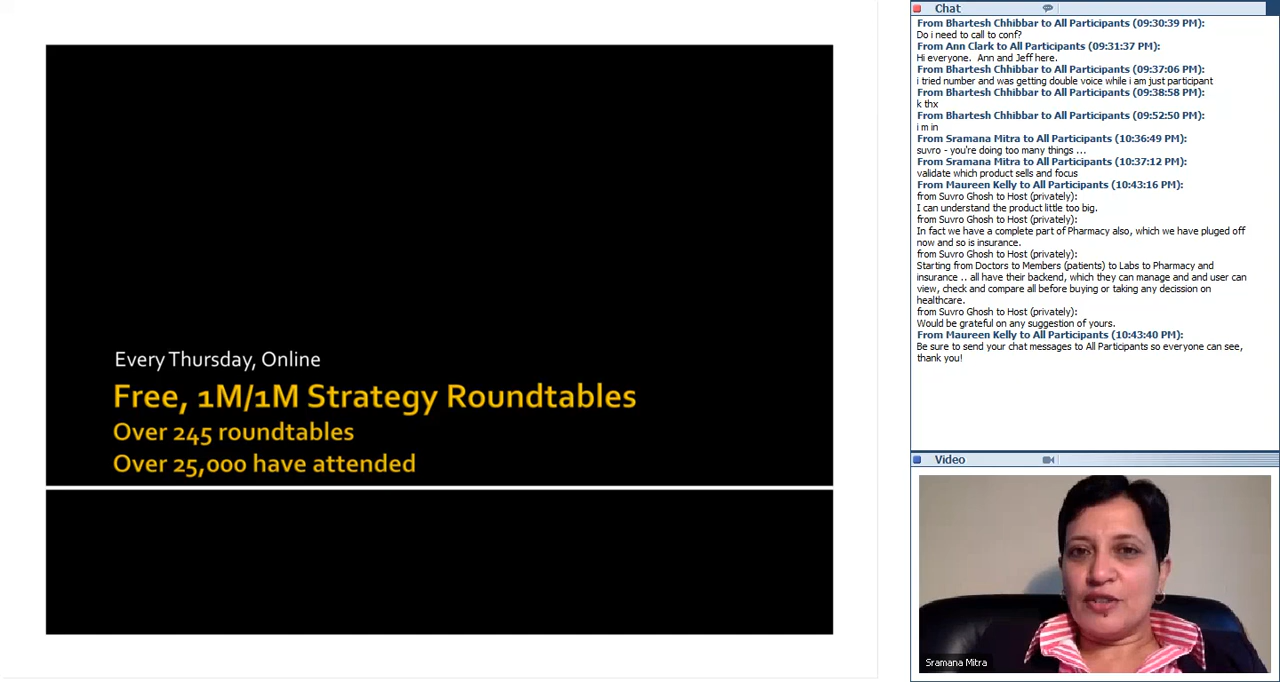 Every Thursday, Online
Free, 1M/1M Strategy Roundtables
Over 245 roundtables
Over 25,000 have attended
Chat
From Bhartesh Chhibbar to All Participants (09:30:39 PM):
Do i need to call to conf?
From Ann Clark to All Participants (09:31:37 PM):
Hi everyone. Ann and Jeff here.
From Bhartesh Chhibbar to All Participants (09:37:06 PM):
i tried number and was getting double voice while i am just participant
From Bhartesh Chhibbar to All Participants (09:38:58 PM):
k thx
From Bhartesh Chhibbar to All Participants (09:52:50 PM):
i m in
From Sramana Mitra to All Participants (10:36:49 PM):
suvro - you're doing too many things ...
From Sramana Mitra to All Participants (10:37:12 PM):
validate which product sells and focus
From Maureen Kelly to All Participants (10:43:16 PM):
from Suvro Ghosh to Host (privately):
I can understand the product little too big.
from Suvro Ghosh to Host (privately):
In fact we have a complete part of Pharmacy also, which we have pluged off
now and so is insurance.
from Suvro Ghosh to Host (privately):
Starting from Doctors to Members (patients) to Labs to Pharmacy and
insurance .. all have their backend, which they can manage and and user can
view, check and compare all before buying or taking any decission on
healthcare.
from Suvro Ghosh to Host (privately):
Would be grateful on any suggestion of yours.
From Maureen Kelly to All Participants (10:43:40 PM):
Be sure to send your chat messages to All Participants so everyone can see,
thank you!
Video
Sramana Mitra